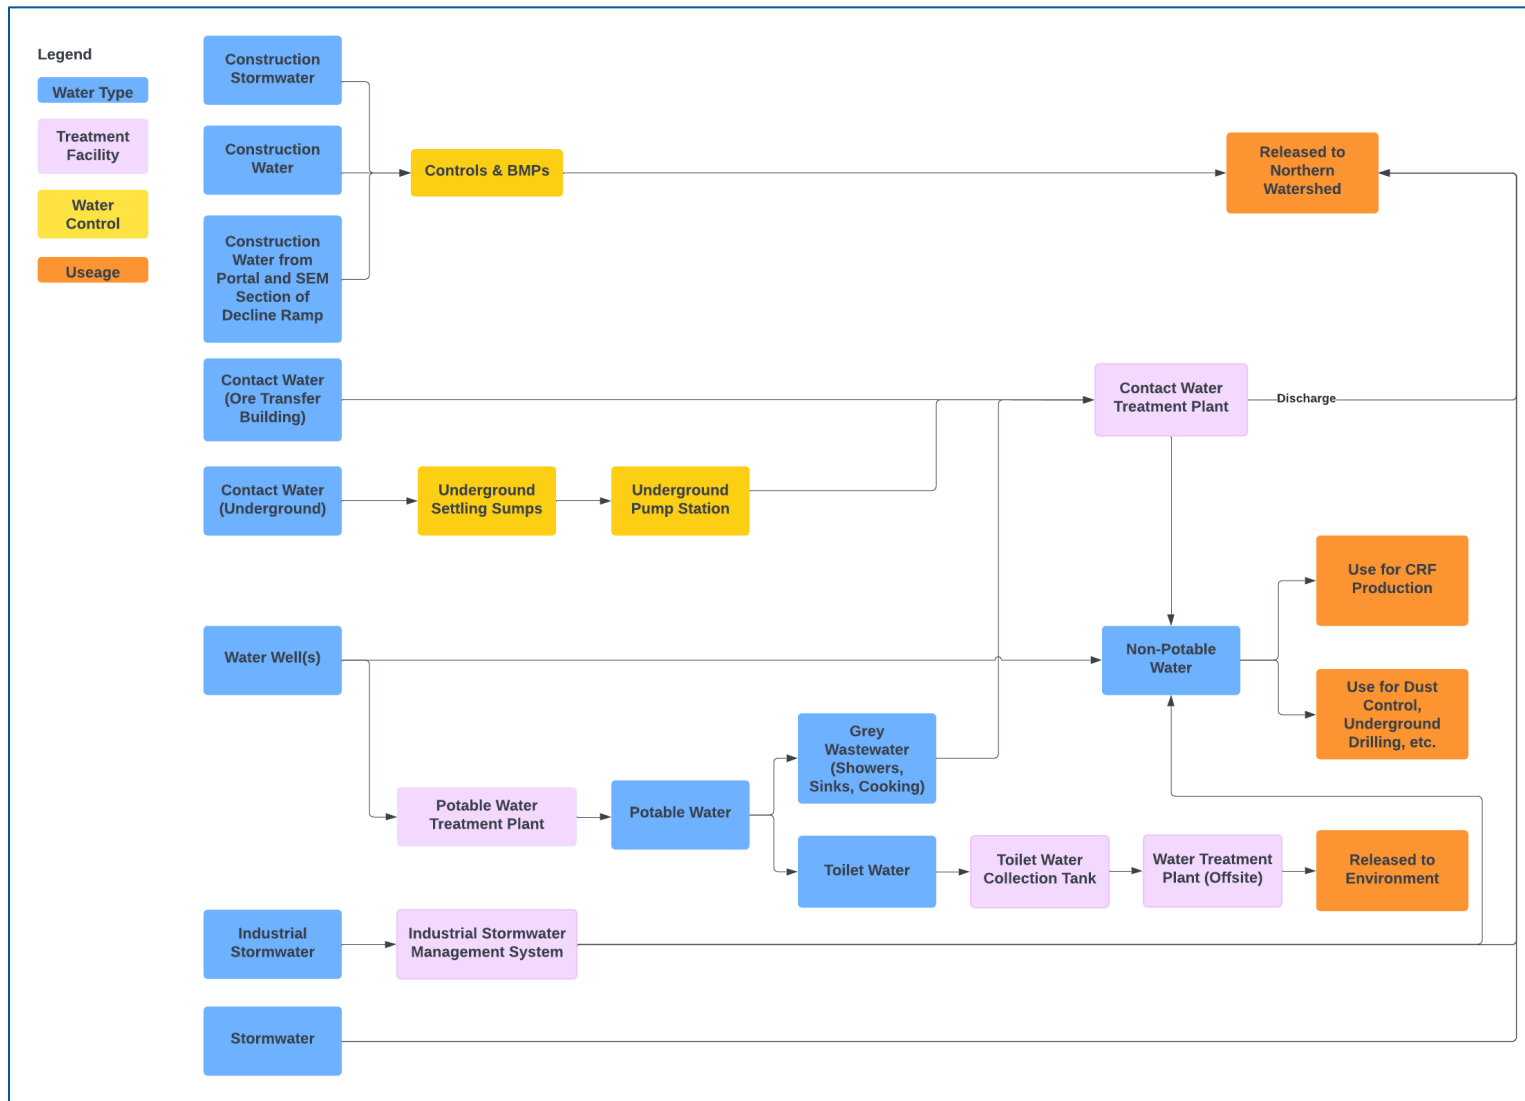 Legend
Water Type
Treatment
Facility
Water
Control
Useage
Construction
Stormwater
Construction
Water
Controls & BMPs
Released to
Northern
Watershed
Construction
Water from
Portal and SEM
Section of
Decline Ramp
Contact Water
(Ore Transfer
Building)
Contact Water
Treatment Plant
Discharge
Contact Water
(Underground)
Underground
Settling Sumps
Underground
Pump Station
Use for CRF
Production
Water Well(s)
Non-Potable
Water
Use for Dust
Control,
Underground
Drilling, etc.
Grey
Wastewater
(Showers,
Sinks, Cooking)
Potable Water
Treatment Plant
Potable Water
Toilet Water
Toilet Water
Collection Tank
Water Treatment
Plant (Offsite)
Released to
Environment
Industrial
Stormwater
Industrial Stormwater
Management System
Stormwater